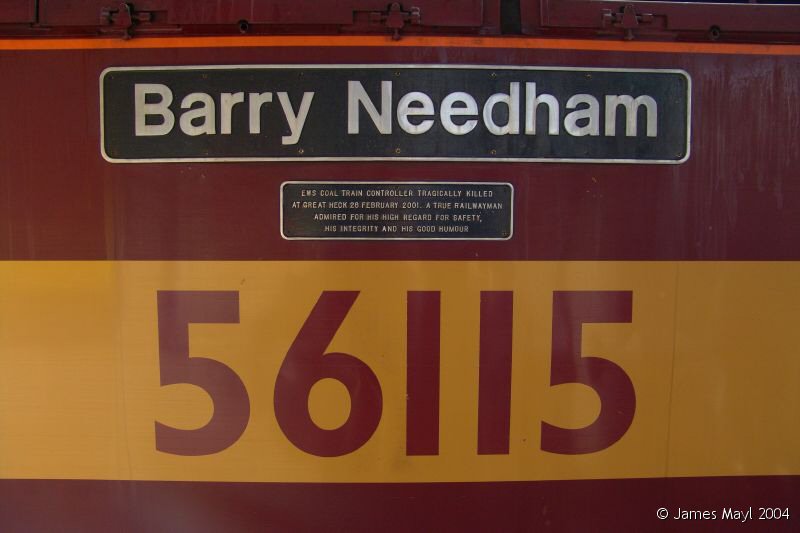 Barry Needham
EWS COAL TRAIN CONTROLLER TRAGICALLY KILLED
AT GREAT HECK 28 FEBRUARY 2001. A TRUE RAILWAYMAN
ADMIRED FOR HIS HIGH REGARD FOR SAFETY,
HIS INTEGRITY AND HIS GOOD HUMOUR
56115
© James Mayl 2004